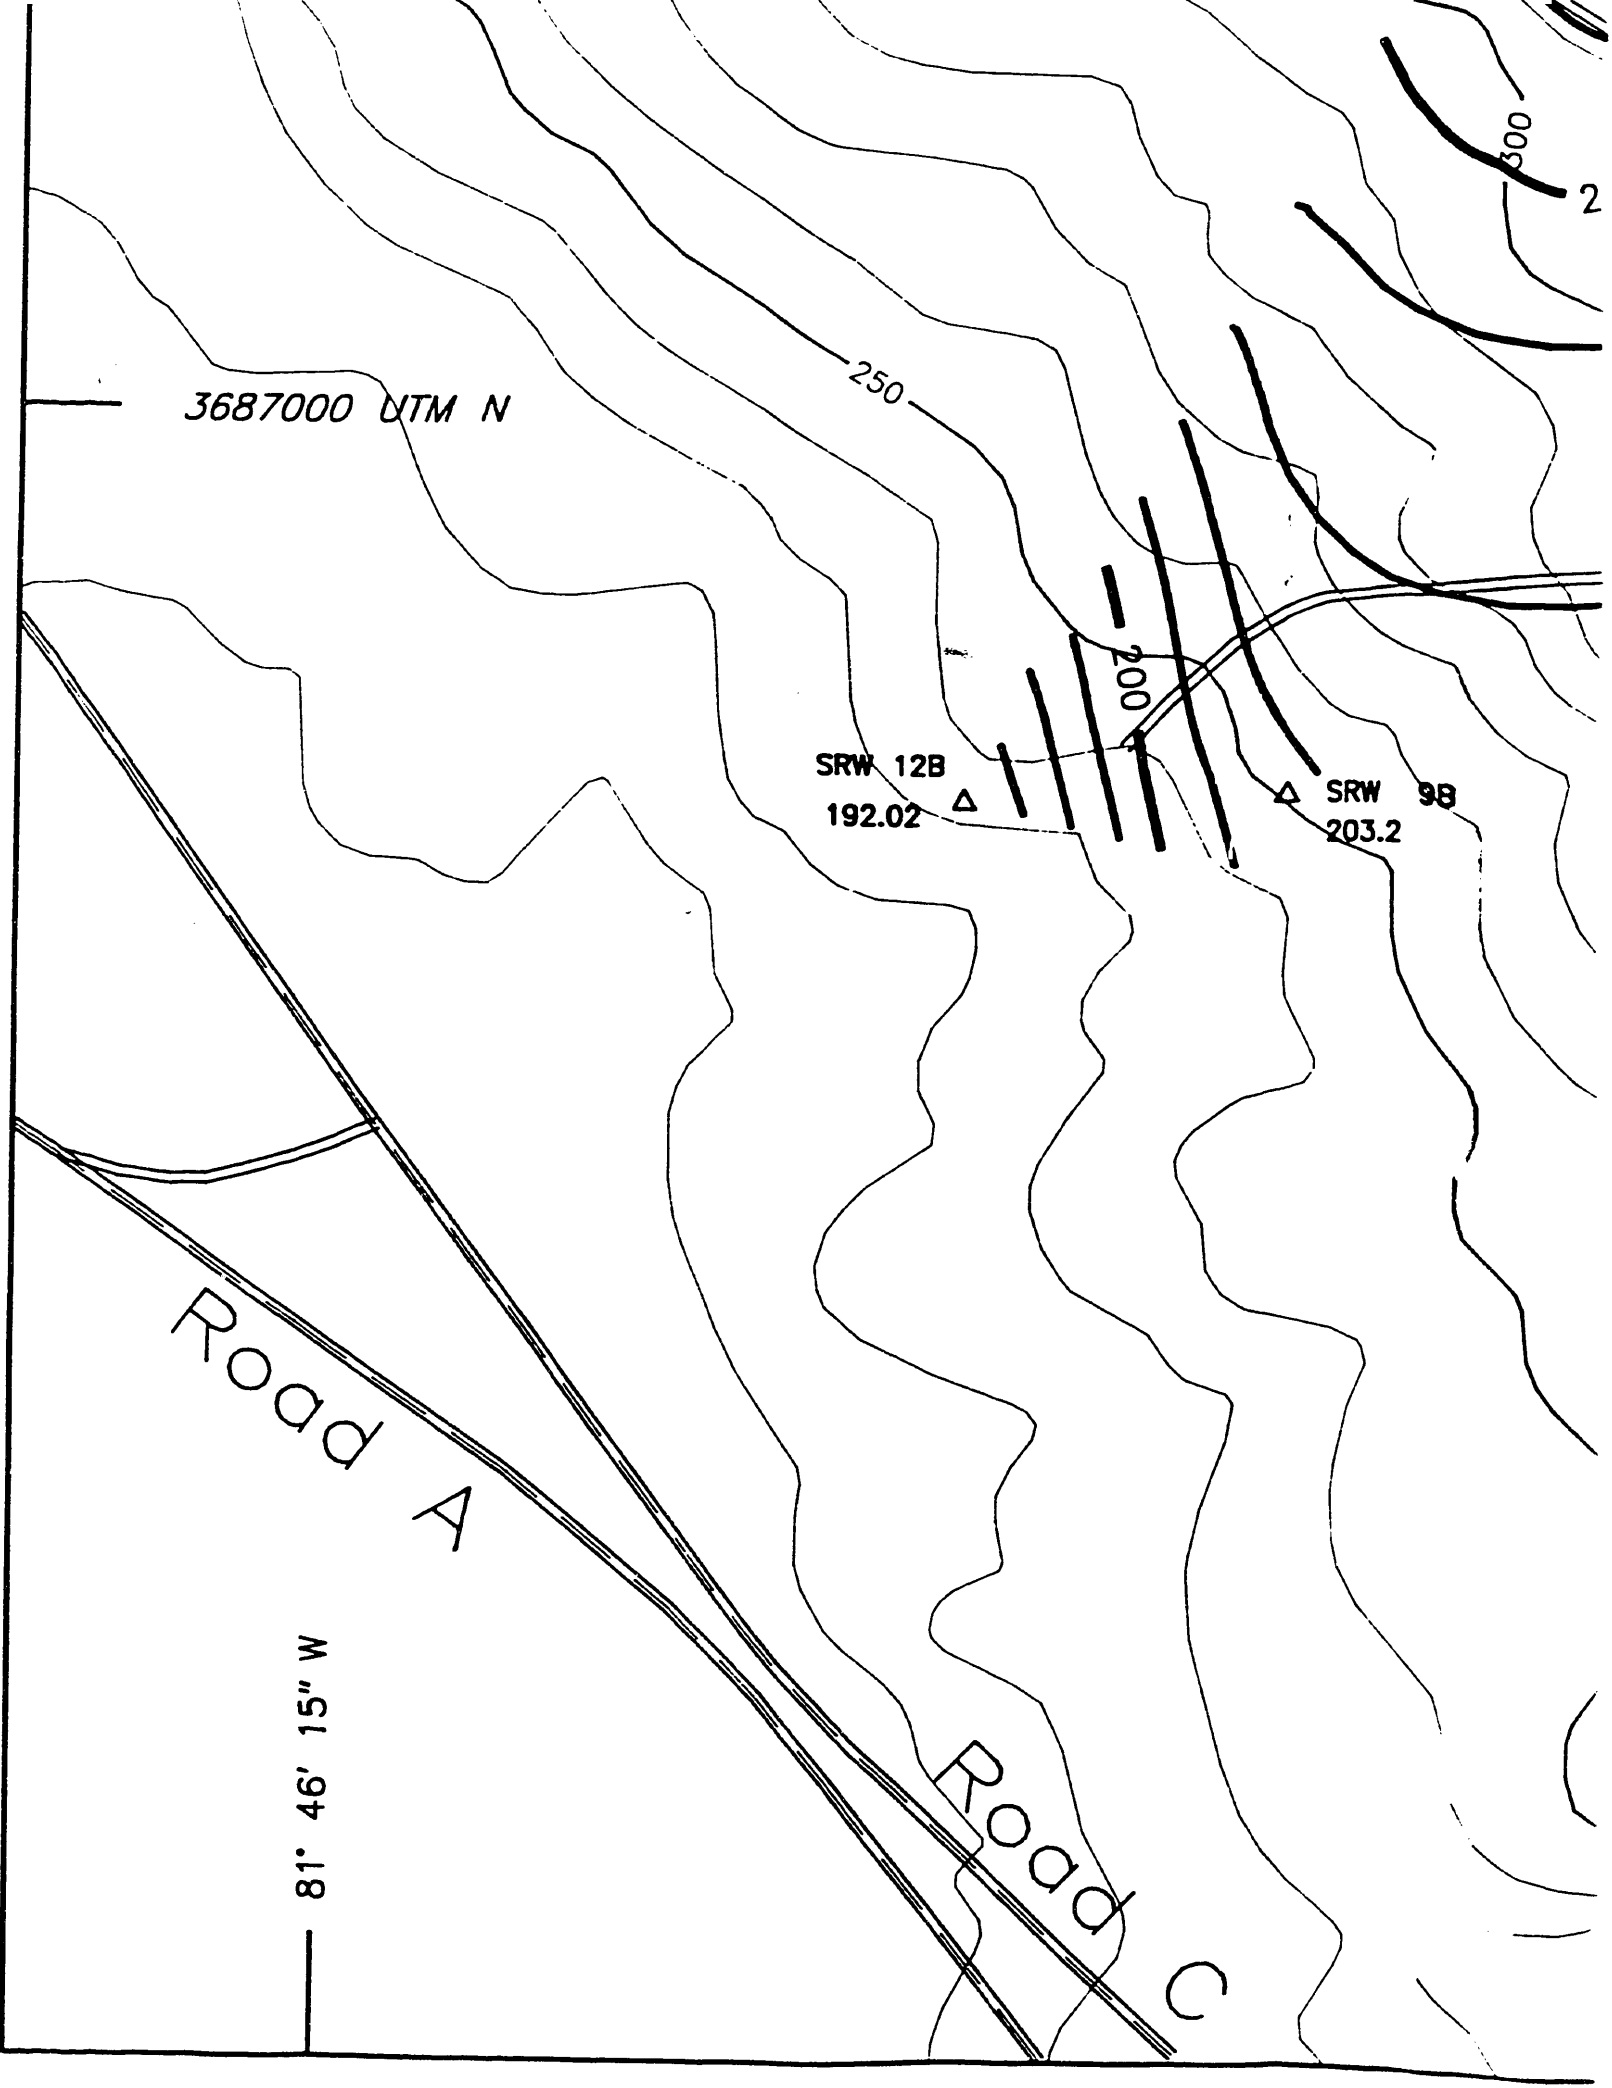 300
2
3687000 UTM N
250
200
SRW 12B
192.02
SRW 9B
203.2
Road A
81° 46' 15" W
Road C